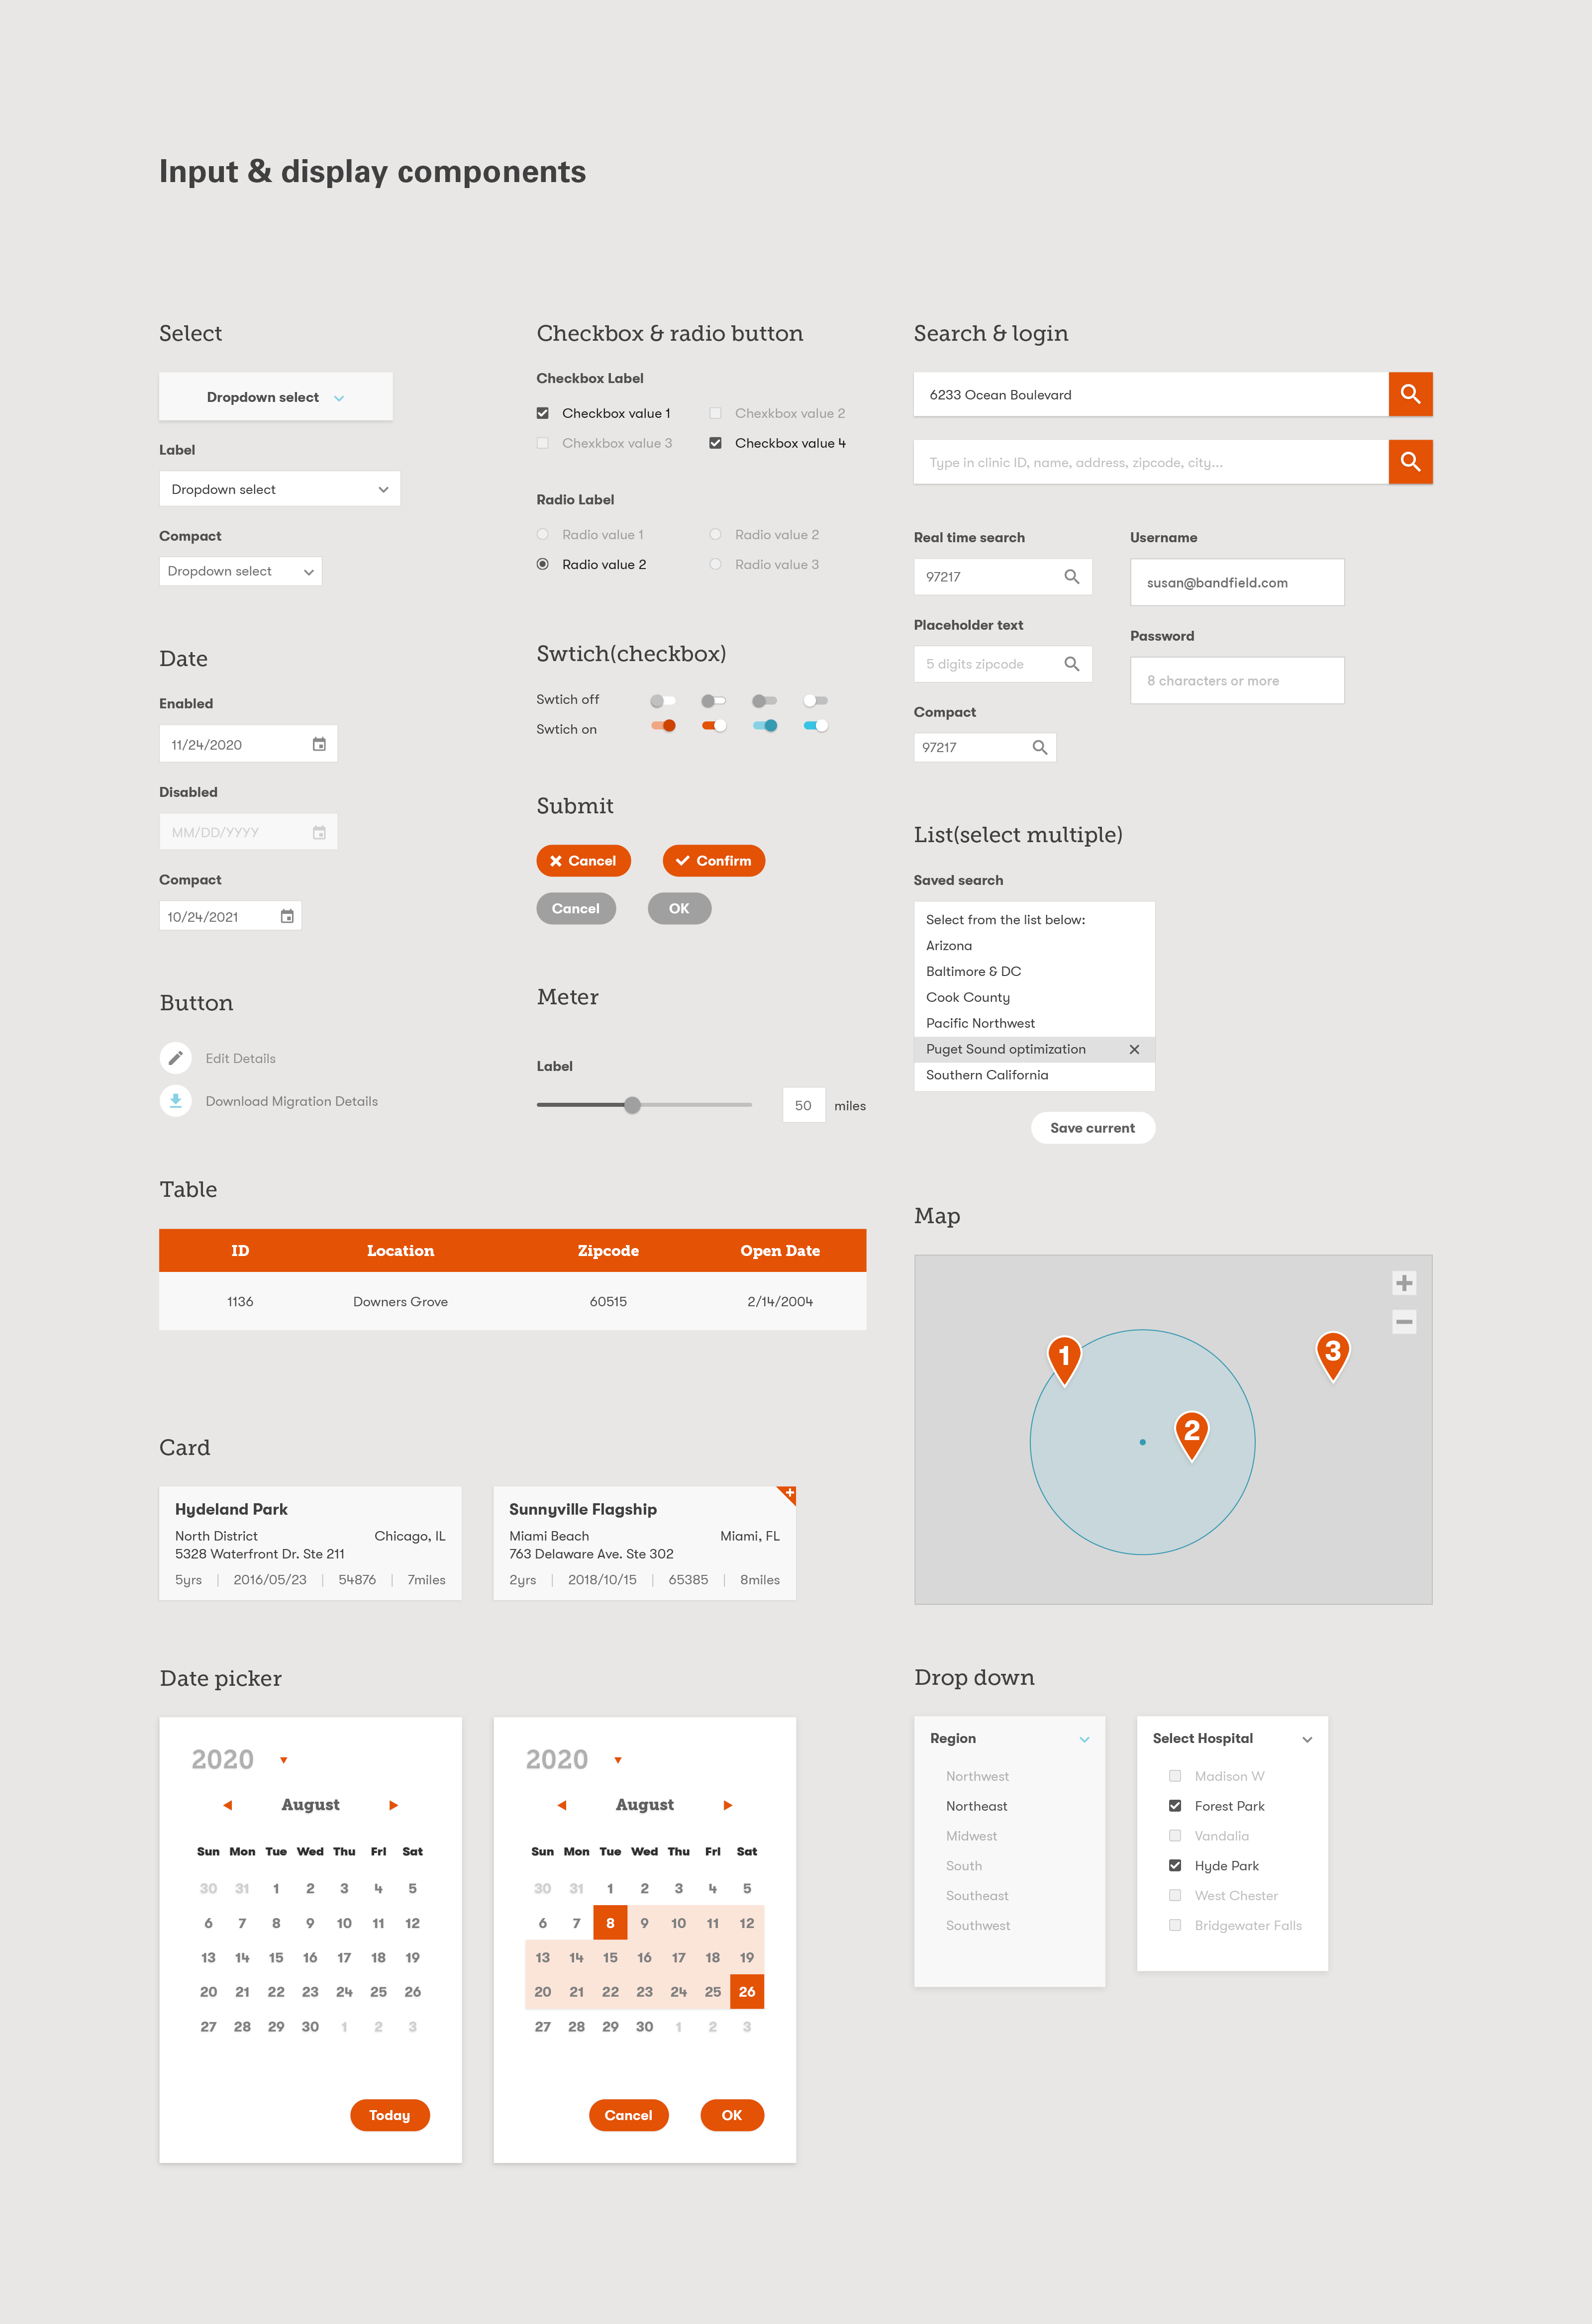 Input & display components
Select
Dropdown select
Label
Dropdown select
Compact
Dropdown select
Date
Enabled
11/24/2020
Disabled
MM/DD/YYYY
Compact
10/24/2021
Button
Edit Details
Download Migration Details
Checkbox & radio button
Checkbox Label
Checkbox value 1
Chexkbox value 2
Chexkbox value 3
Checkbox value 4
Radio Label
Radio value 1
Radio value 2
Radio value 2
Radio value 3
Swtich(checkbox)
Swtich off
Swtich on
Submit
Cancel
Confirm
Cancel
OK
Meter
Label
50 miles
Search & login
6233 Ocean Boulevard
Type in clinic ID, name, address, zipcode, city...
Real time search
97217
Placeholder text
5 digits zipcode
Compact
97217
Username
susan@bandfield.com
Password
8 characters or more
List(select multiple)
Saved search
Select from the list below:
Arizona
Baltimore & DC
Cook County
Pacific Northwest
Puget Sound optimization
Southern California
Save current
Table
ID Location Zipcode Open Date
1136 Downers Grove 60515 2/14/2004
Map
1
2
3
Card
Hydeland Park
North District Chicago, IL
5328 Waterfront Dr. Ste 211
5yrs | 2016/05/23 | 54876 | 7miles
Sunnyville Flagship
Miami Beach Miami, FL
763 Delaware Ave. Ste 302
2yrs | 2018/10/15 | 65385 | 8miles
Date picker
2020
August
Sun Mon Tue Wed Thu Fri Sat
30 31 1 2 3 4 5
6 7 8 9 10 11 12
13 14 15 16 17 18 19
20 21 22 23 24 25 26
27 28 29 30 1 2 3
Today
2020
August
Sun Mon Tue Wed Thu Fri Sat
30 31 1 2 3 4 5
6 7 8 9 10 11 12
13 14 15 16 17 18 19
20 21 22 23 24 25 26
27 28 29 30 1 2 3
Cancel
OK
Drop down
Region
Northwest
Northeast
Midwest
South
Southeast
Southwest
Select Hospital
Madison W
Forest Park
Vandalia
Hyde Park
West Chester
Bridgewater Falls